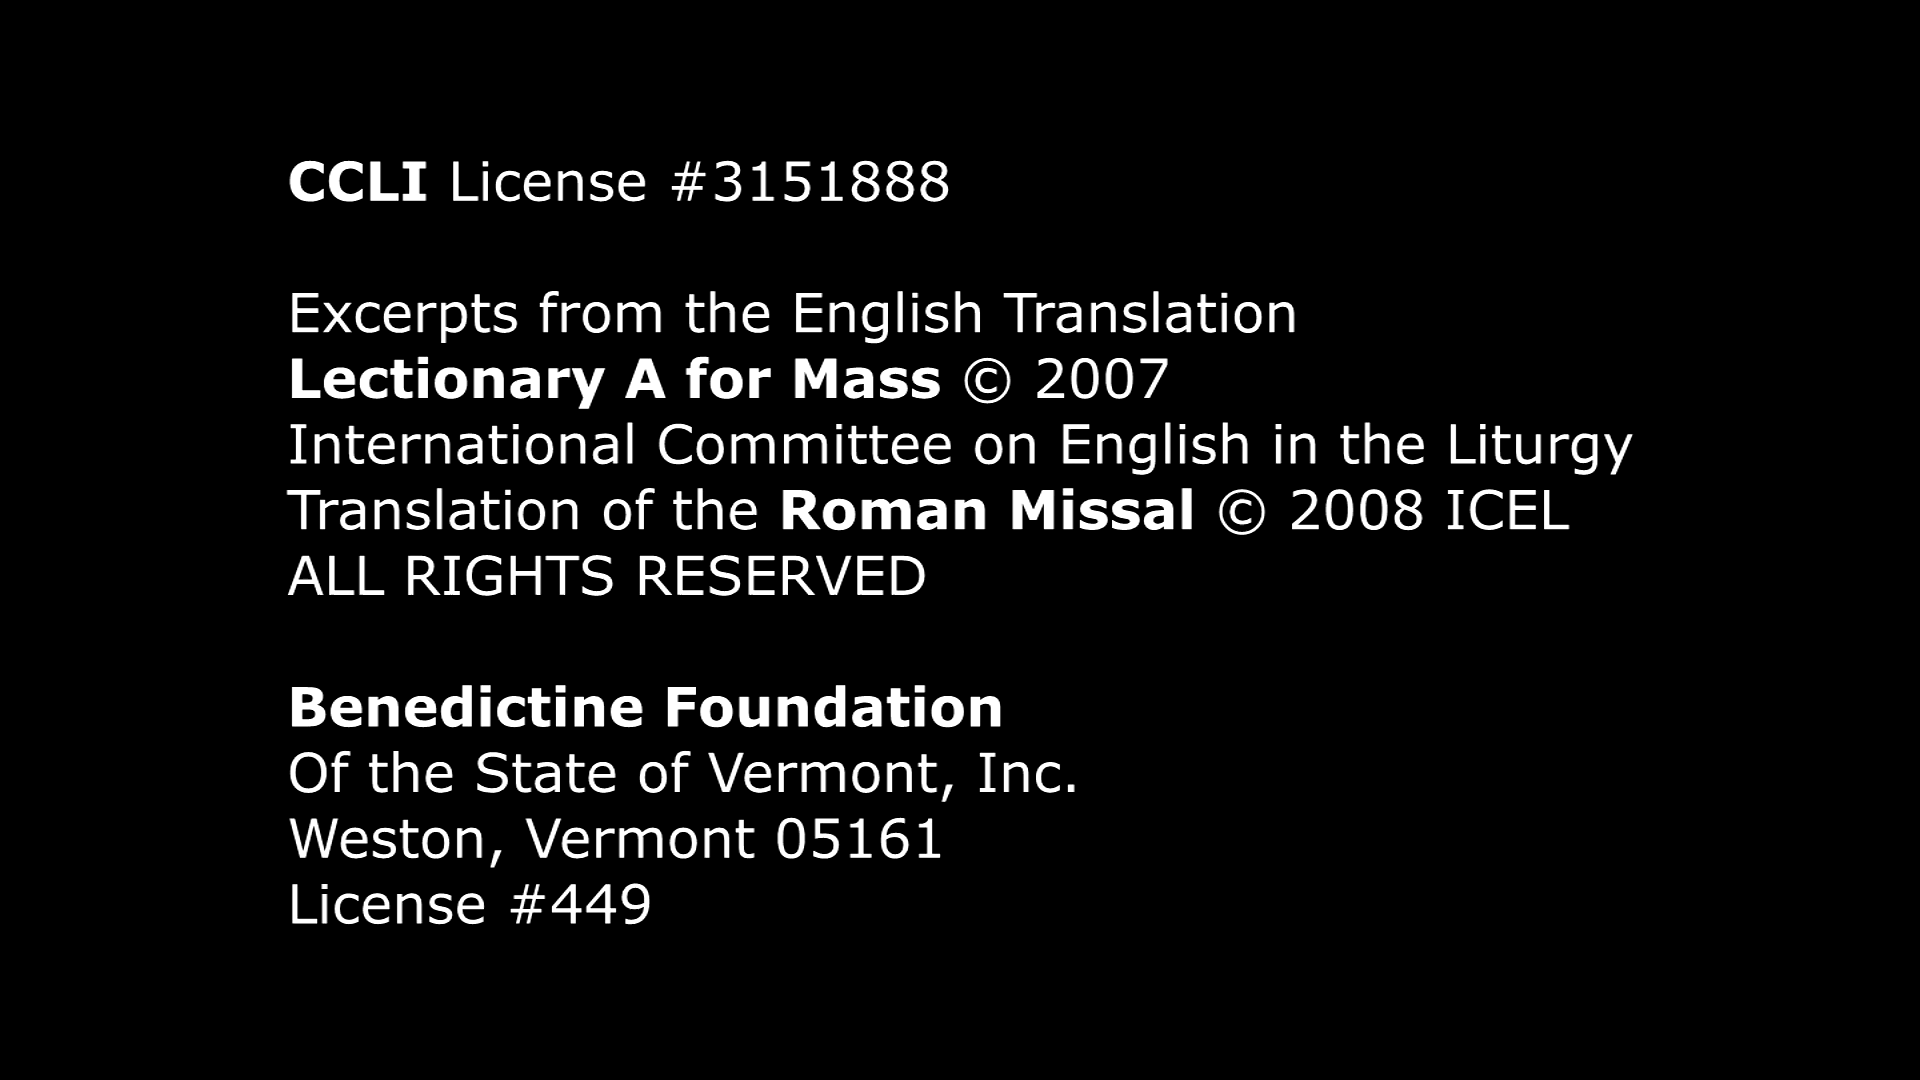 CCLI License #3151888
Excerpts from the English Translation
Lectionary A for Mass © 2007
International Committee on English in the Liturgy
Translation of the Roman Missal © 2008 ICEL
ALL RIGHTS RESERVED
Benedictine Foundation
Of the State of Vermont, Inc.
Weston, Vermont 05161
License #449